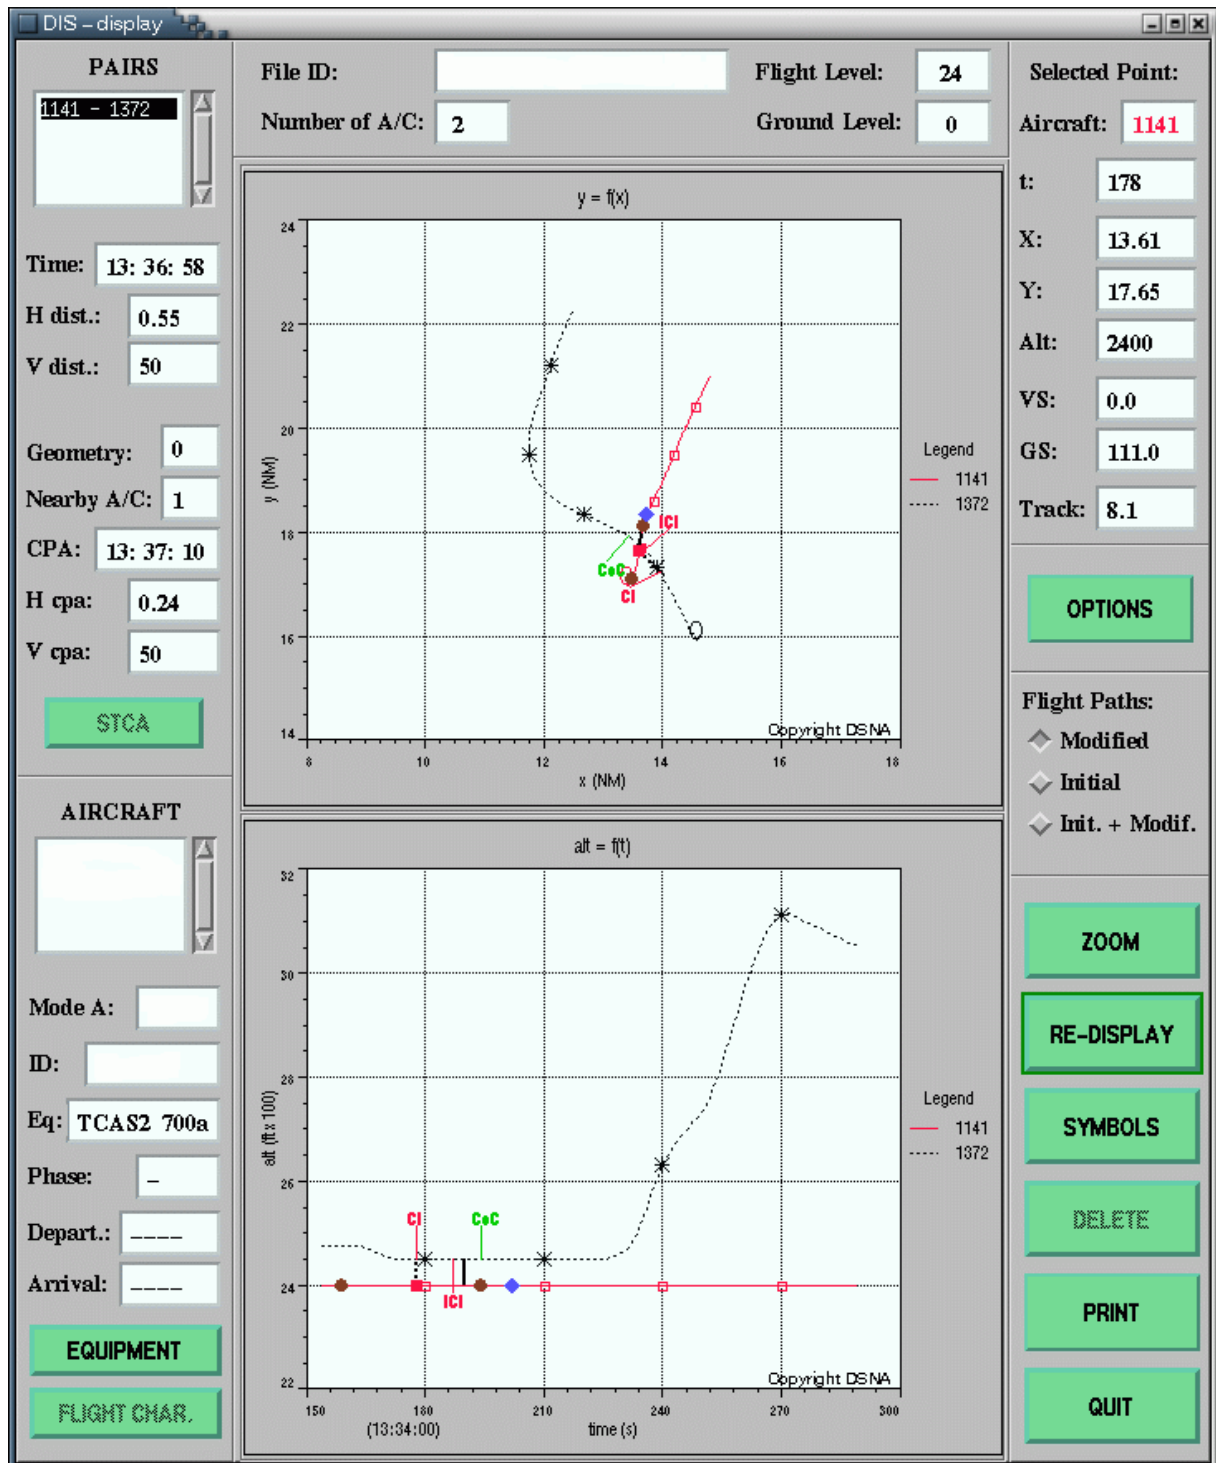 DIS – display
PAIRS
1141 - 1372
Time: 13: 36: 58
H dist.: 0.55
V dist.: 50
Geometry: 0
Nearby A/C: 1
CPA: 13: 37: 10
H cpa: 0.24
V cpa: 50
STCA
AIRCRAFT
Mode A:
ID:
Eq: TCAS2 700a
Phase: _
Depart.: ____
Arrival: ____
EQUIPMENT
FLIGHT CHAR.
File ID:
Flight Level: 24
Number of A/C: 2
Ground Level: 0
y = f(x)
24
22
20
18
16
14
y (NM)
8 10 12 14 16 18
x (NM)
ICI
CoC
CI
Copyright DSNA
Legend
1141
1372
alt = f(t)
32
30
28
26
24
22
alt (ft x 100)
CI
CoC
ICI
Copyright DSNA
150 180 210 240 270 300
(13:34:00) time (s)
Legend
1141
1372
Selected Point:
Aircraft: 1141
t: 178
X: 13.61
Y: 17.65
Alt: 2400
VS: 0.0
GS: 111.0
Track: 8.1
OPTIONS
Flight Paths:
Modified
Initial
Init. + Modif.
ZOOM
RE-DISPLAY
SYMBOLS
DELETE
PRINT
QUIT